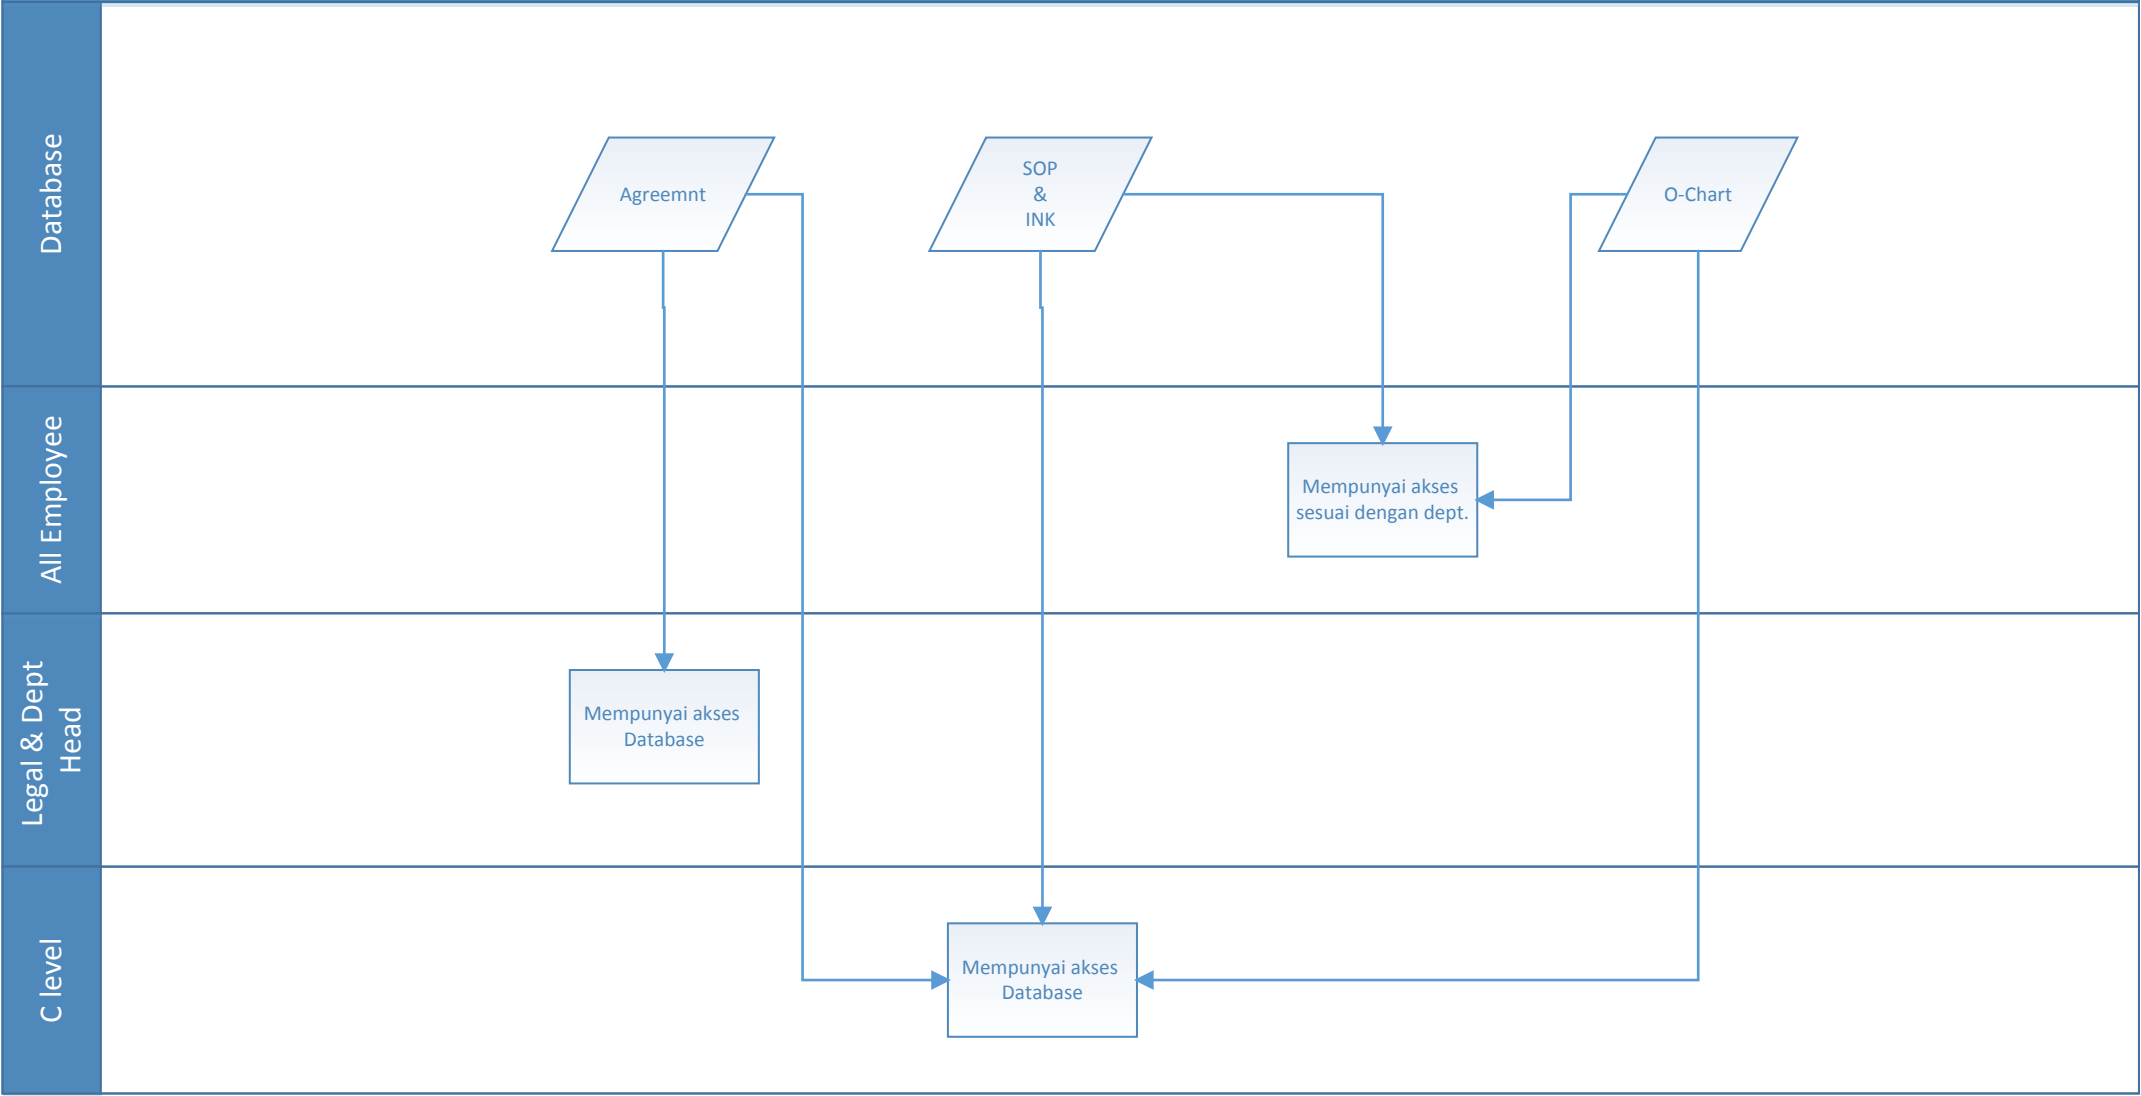 Database
Agreemnt
SOP
&
INK
O-Chart
All Employee
Mempunyai akses
sesuai dengan dept.
Legal & Dept
Head
Mempunyai akses
Database
C level
Mempunyai akses
Database